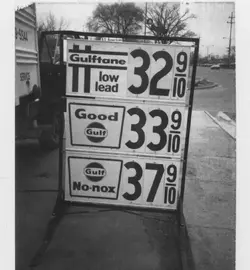 Gulftane
low
lead
32 9/10
Good
Gulf
33 9/10
Gulf
No-nox
37 9/10